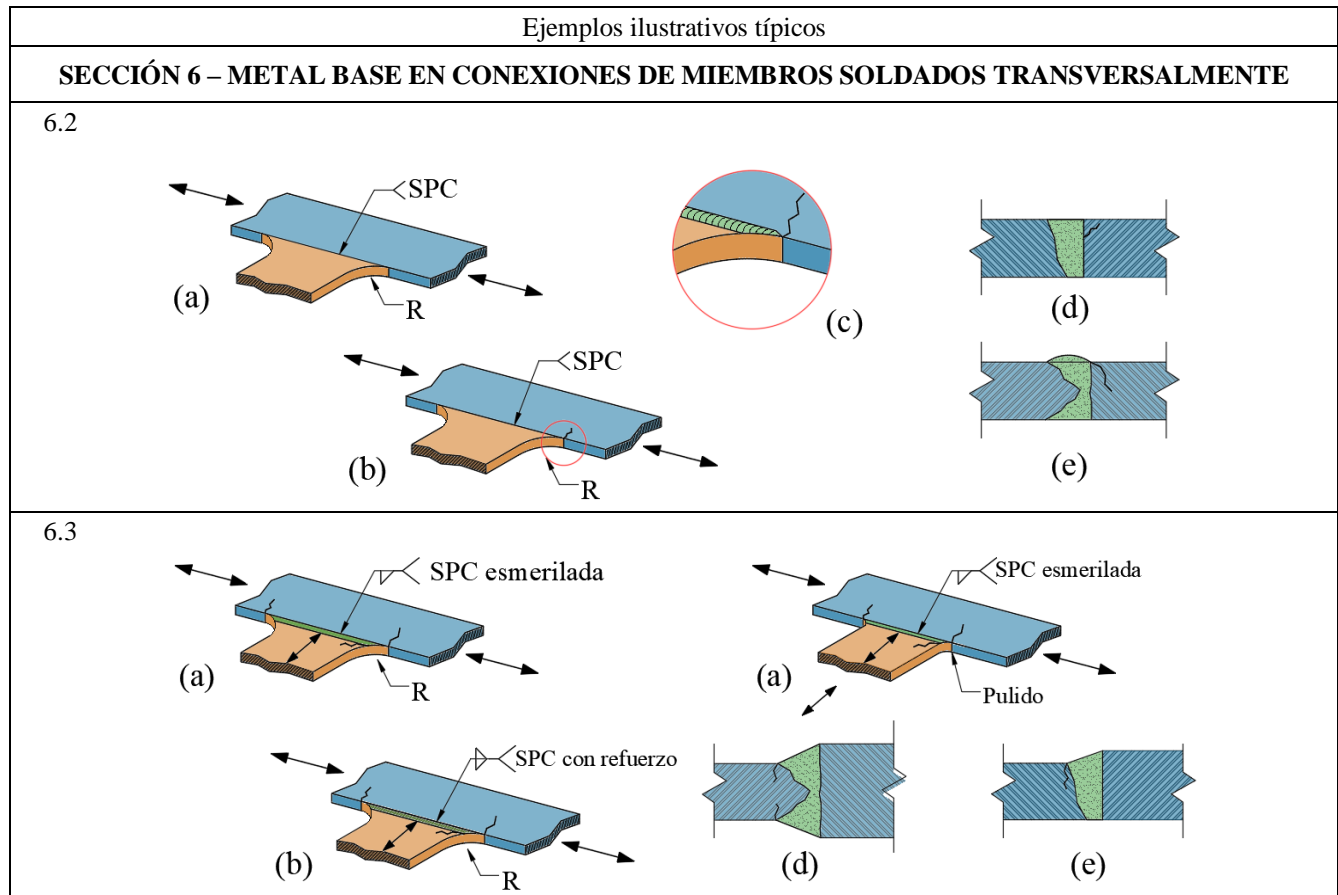 Ejemplos ilustrativos típicos
SECCIÓN 6 – METAL BASE EN CONEXIONES DE MIEMBROS SOLDADOS TRANSVERSALMENTE
6.2
SPC
(a)
R
(c)
(d)
SPC
(b)
R
(e)
6.3
SPC esmerilada
(a)
R
SPC esmerilada
(a)
Pulido
SPC con refuerzo
(b)
R
(d)
(e)